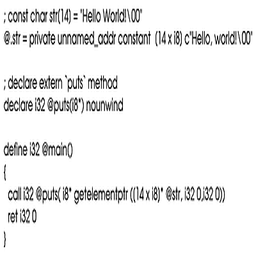 ; const char str(14) = "Hello World!\00"
@.str = private unnamed_addr constant (14 x i8) c"Hello, world!\00"
; declare extern `puts` method
declare i32 @puts(i8*) nounwind
define i32 @main()
{
call i32 @puts( i8* getelementptr ((14 x i8)* @str, i32 0,i32 0))
ret i32 0
}